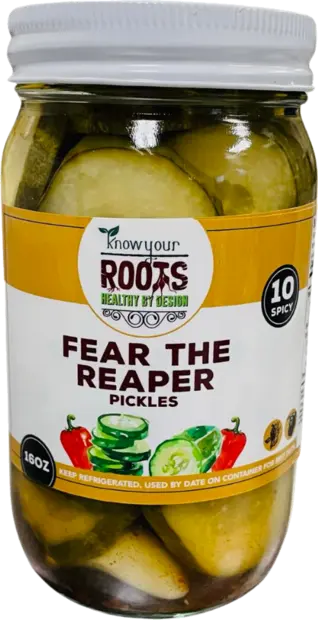 Know your
ROOTS
HEALTHY BY DESIGN
10
SPICY
FEAR THE
REAPER
PICKLES
16OZ
KEEP REFRIGERATED. USED BY DATE ON CONTAINER FOR